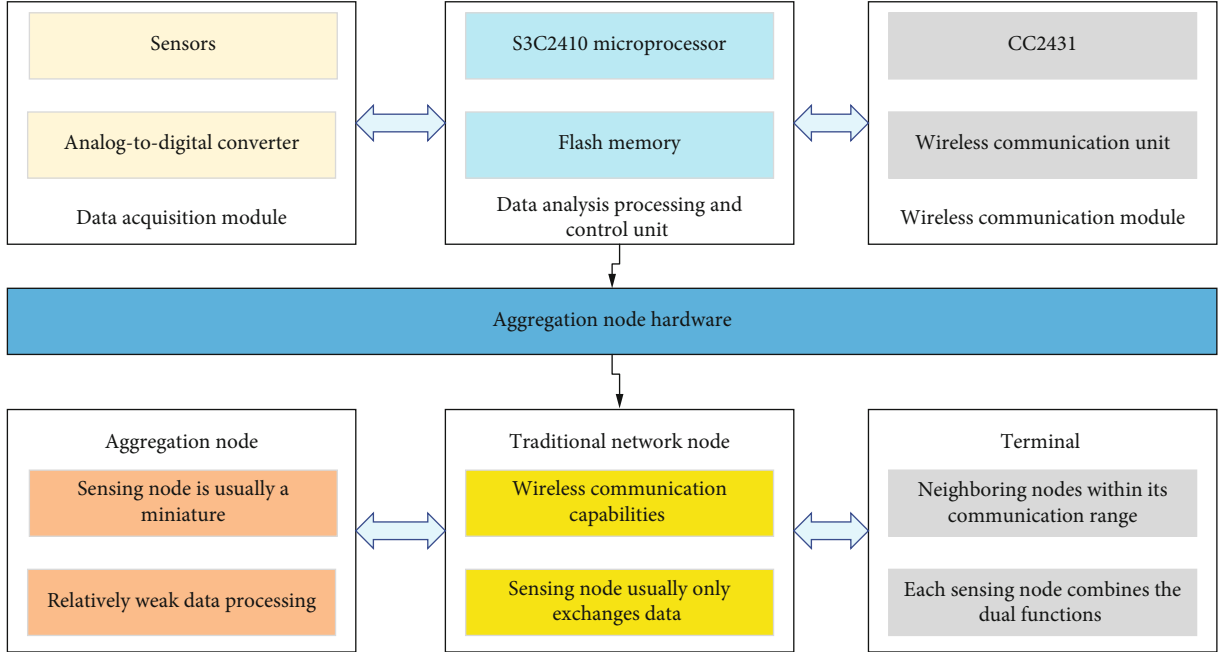 Sensors
Analog-to-digital converter
Data acquisition module
S3C2410 microprocessor
Flash memory
Data analysis processing and
control unit
CC2431
Wireless communication unit
Wireless communication module
Aggregation node hardware
Aggregation node
Sensing node is usually a
miniature
Relatively weak data processing
Traditional network node
Wireless communication
capabilities
Sensing node usually only
exchanges data
Terminal
Neighboring nodes within its
communication range
Each sensing node combines the
dual functions